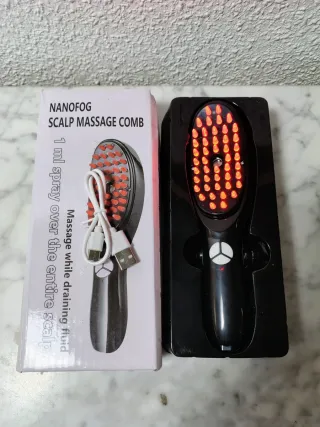 NANOFOG
SCALP MASSAGE COMB
Massage while draining fluid
1 ml spray over the entire scalp